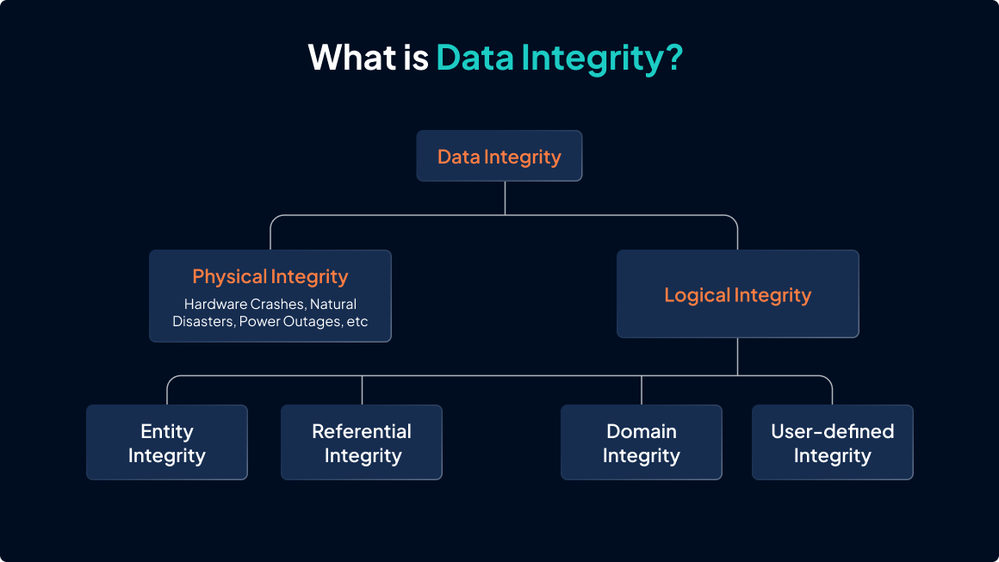 What is Data Integrity?
Data Integrity
Physical Integrity
Hardware Crashes, Natural
Disasters, Power Outages, etc
Logical Integrity
Entity
Integrity
Referential
Integrity
Domain
Integrity
User-defined
Integrity